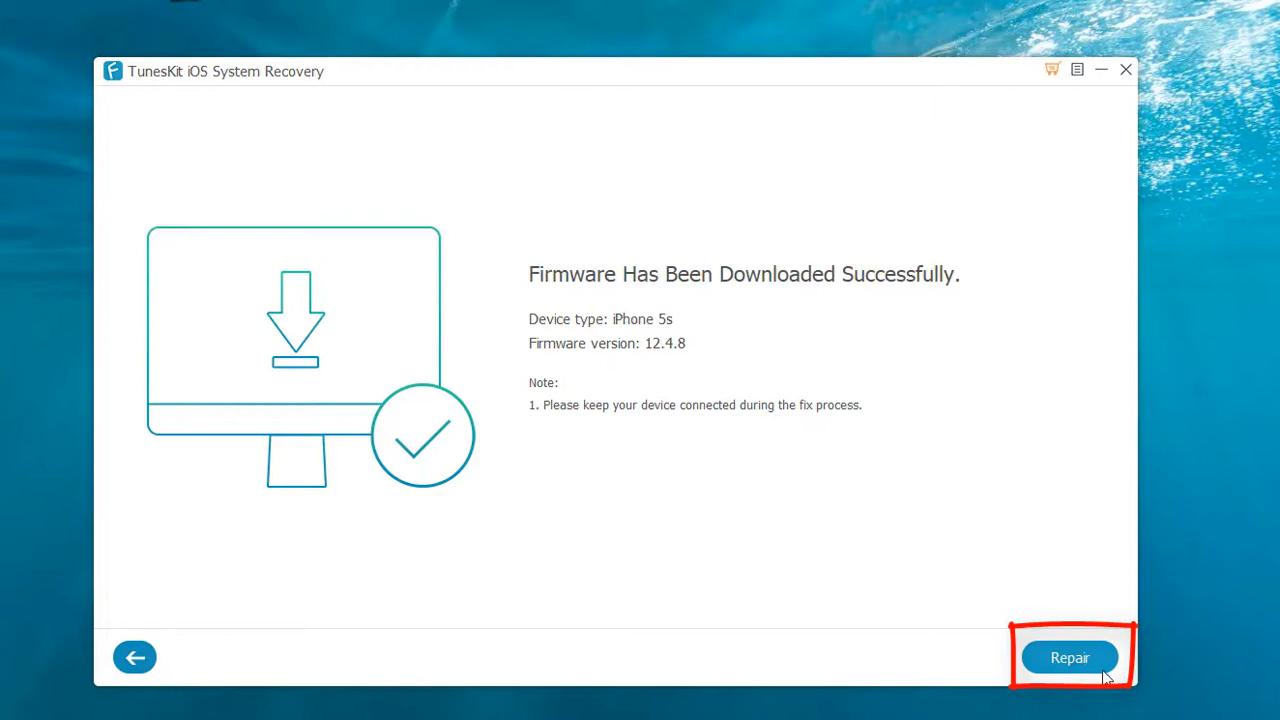 TunesKit iOS System Recovery
Firmware Has Been Downloaded Successfully.
Device type: iPhone 5s
Firmware version: 12.4.8
Note:
1. Please keep your device connected during the fix process.
Repair